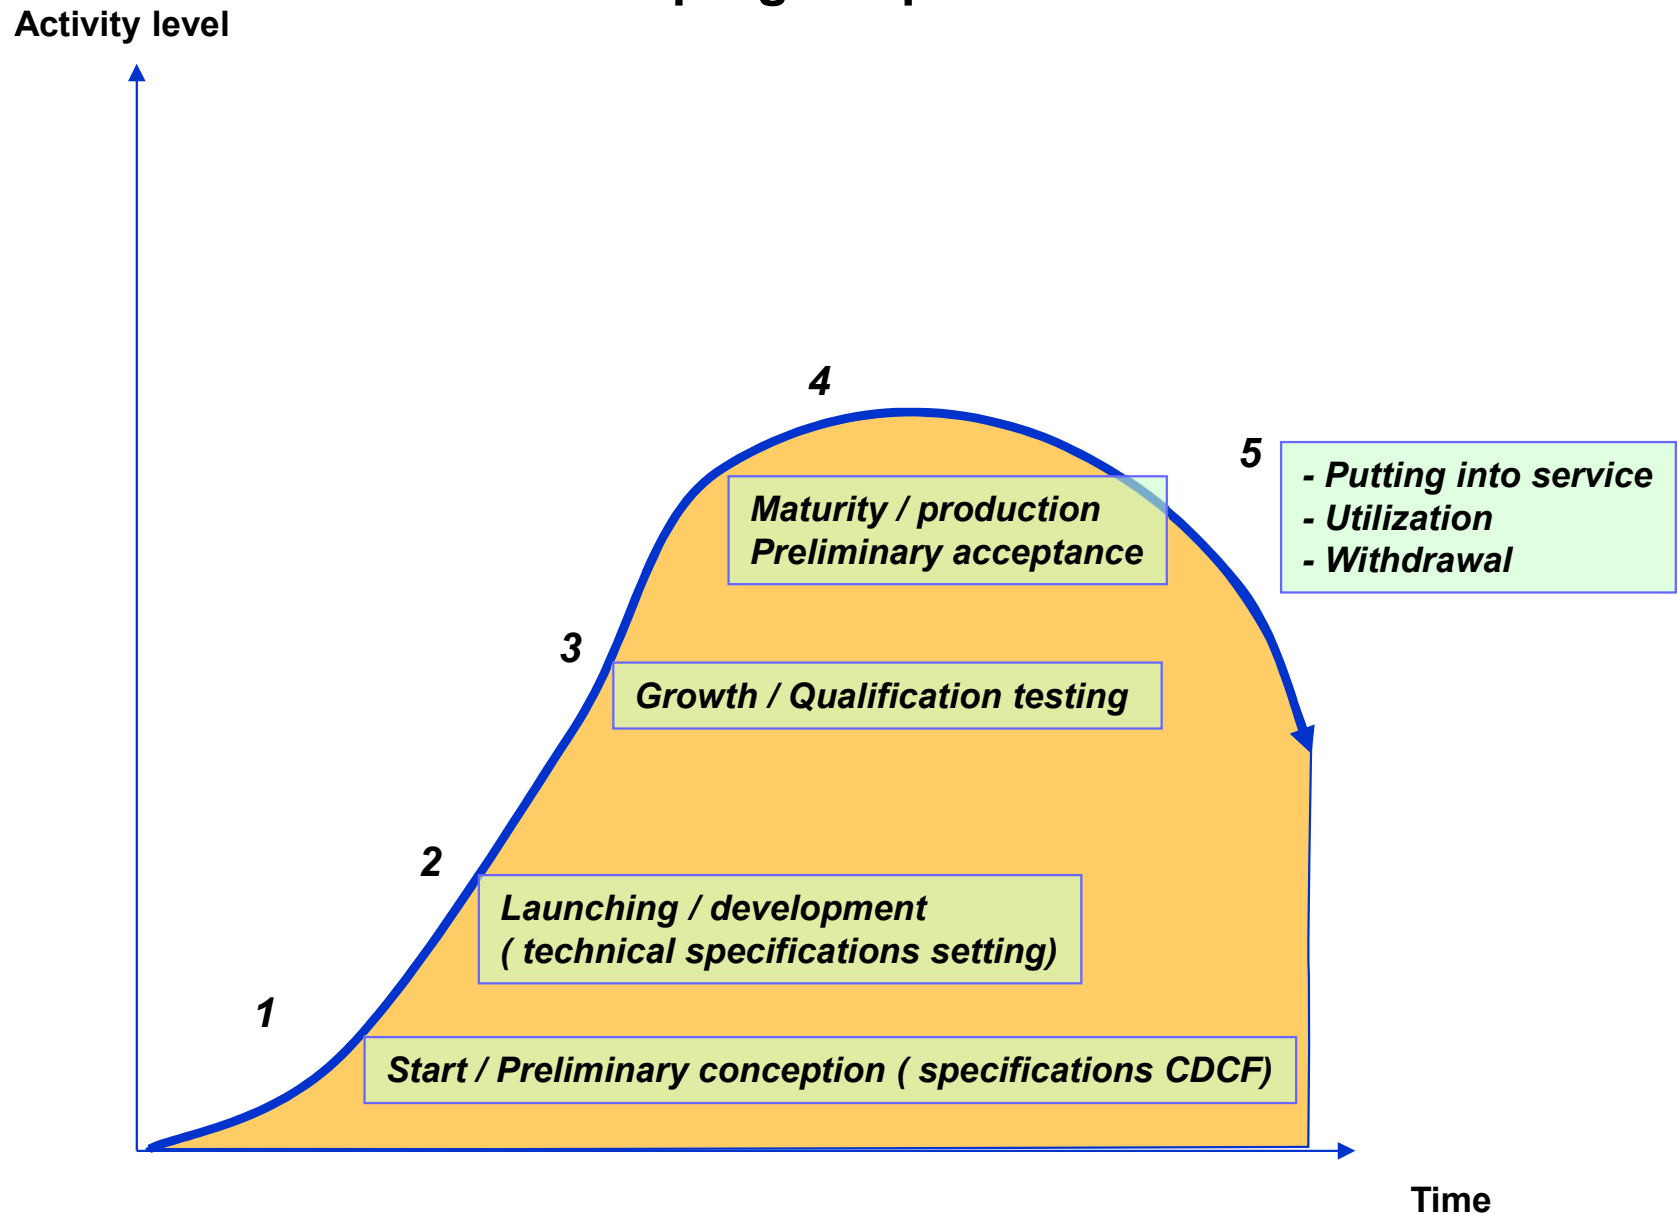 Activity level
4
5
- Putting into service
- Utilization
- Withdrawal
Maturity / production
Preliminary acceptance
3
Growth / Qualification testing
2
Launching / development
( technical specifications setting)
1
Start / Preliminary conception ( specifications CDCF)
Time